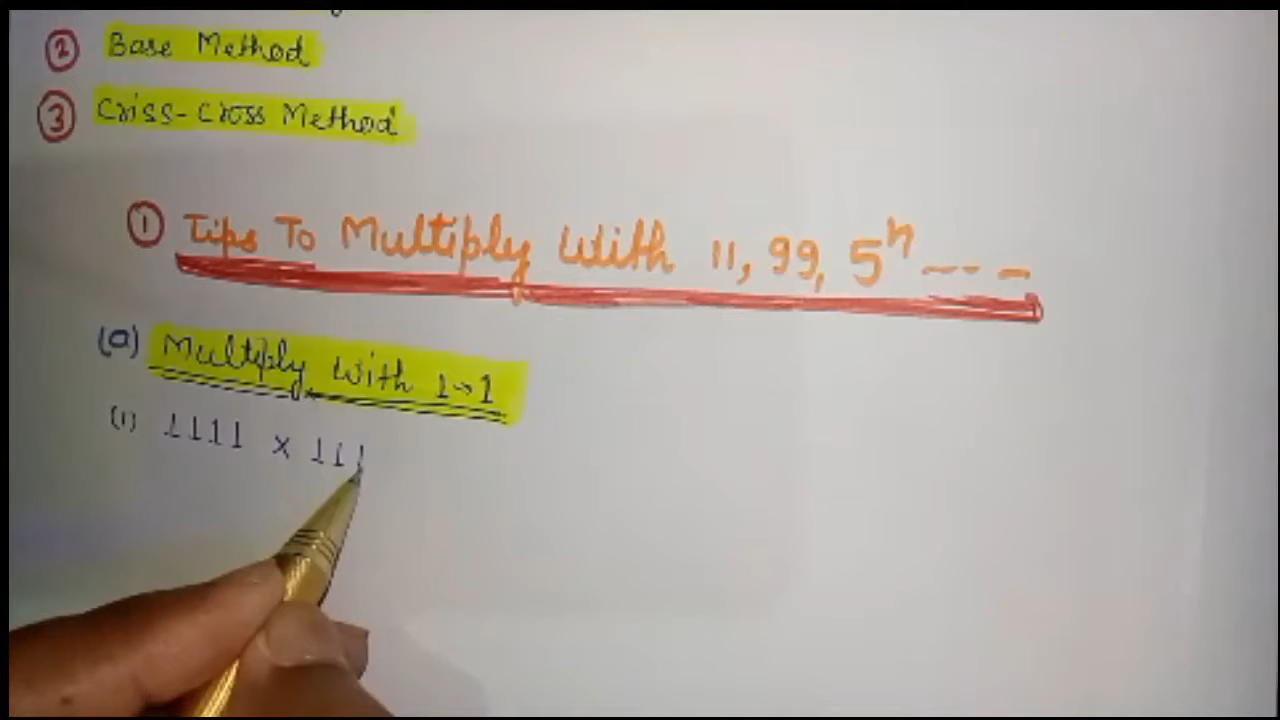 ② Base Method
③ Criss-Cross Method
① Tips To Multiply With 11, 99, 5ⁿ ---
(a) Multiply With 1→1
(1) 1111 × 111